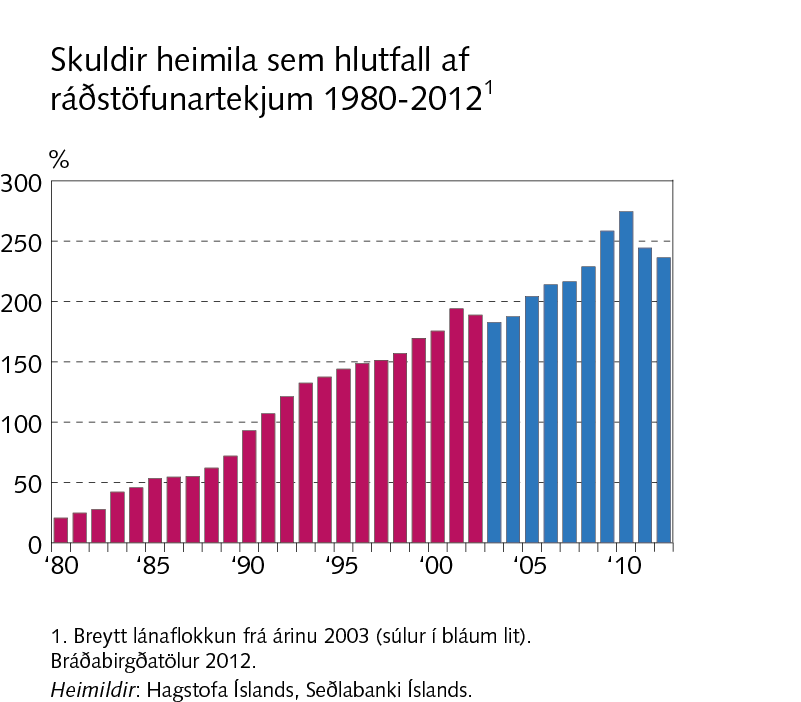 Skuldir heimila sem hlutfall af
ráðstöfunartekjum 1980-2012¹
%
300
250
200
150
100
50
0
‘80 ‘85 ‘90 ‘95 ‘00 ‘05 ‘10
1. Breytt lánaflokkun frá árinu 2003 (súlur í bláum lit).
Bráðabirgðatölur 2012.
Heimildir: Hagstofa Íslands, Seðlabanki Íslands.